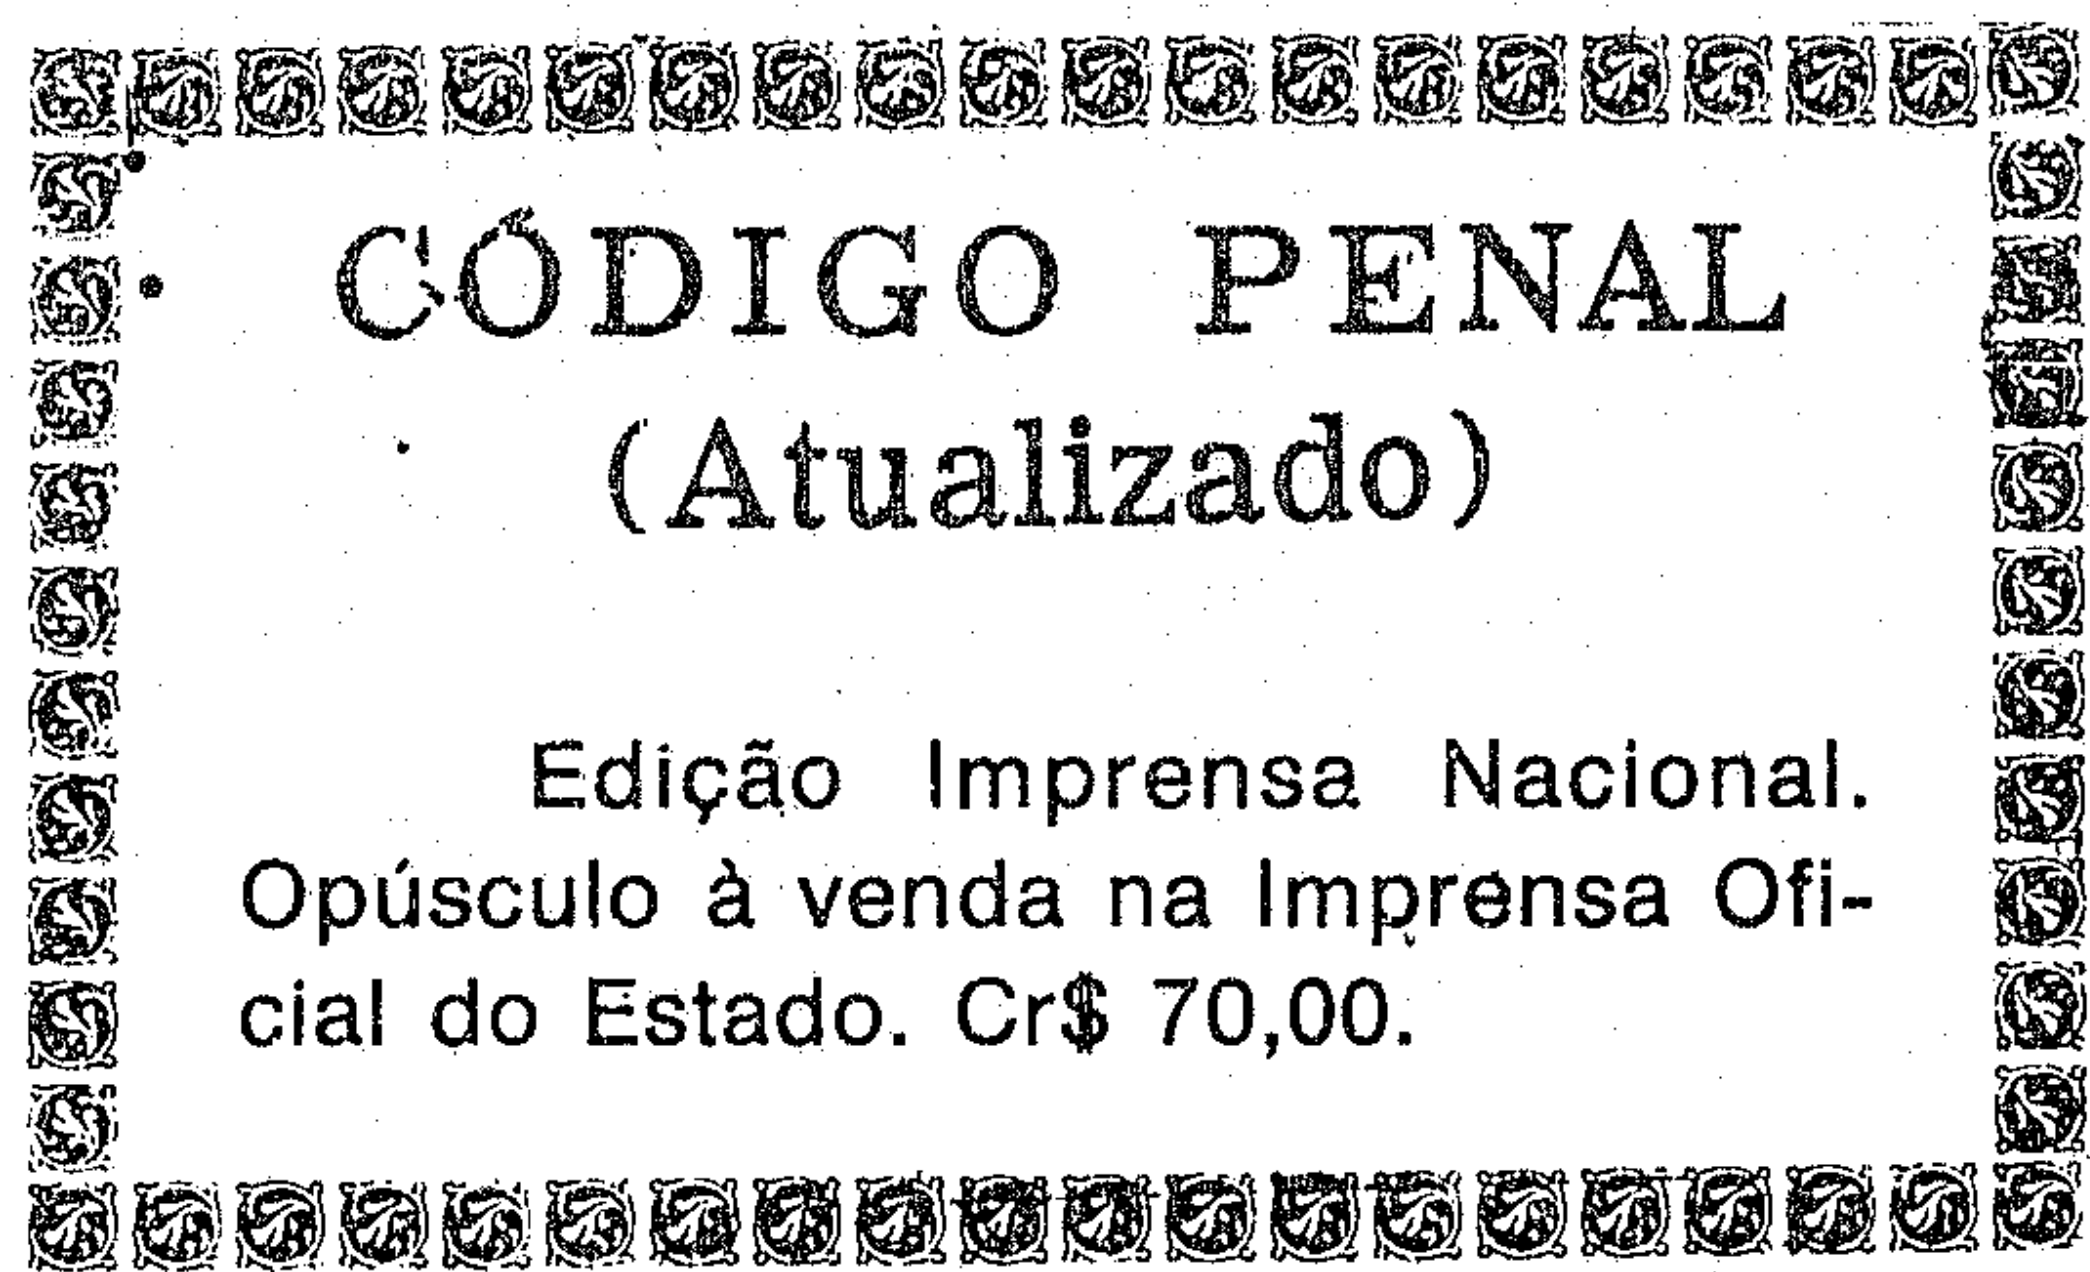 CÓDIGO PENAL
(Atualizado)
Edição Imprensa Nacional.
Opúsculo à venda na Imprensa Ofi-
cial do Estado. Cr$ 70,00.